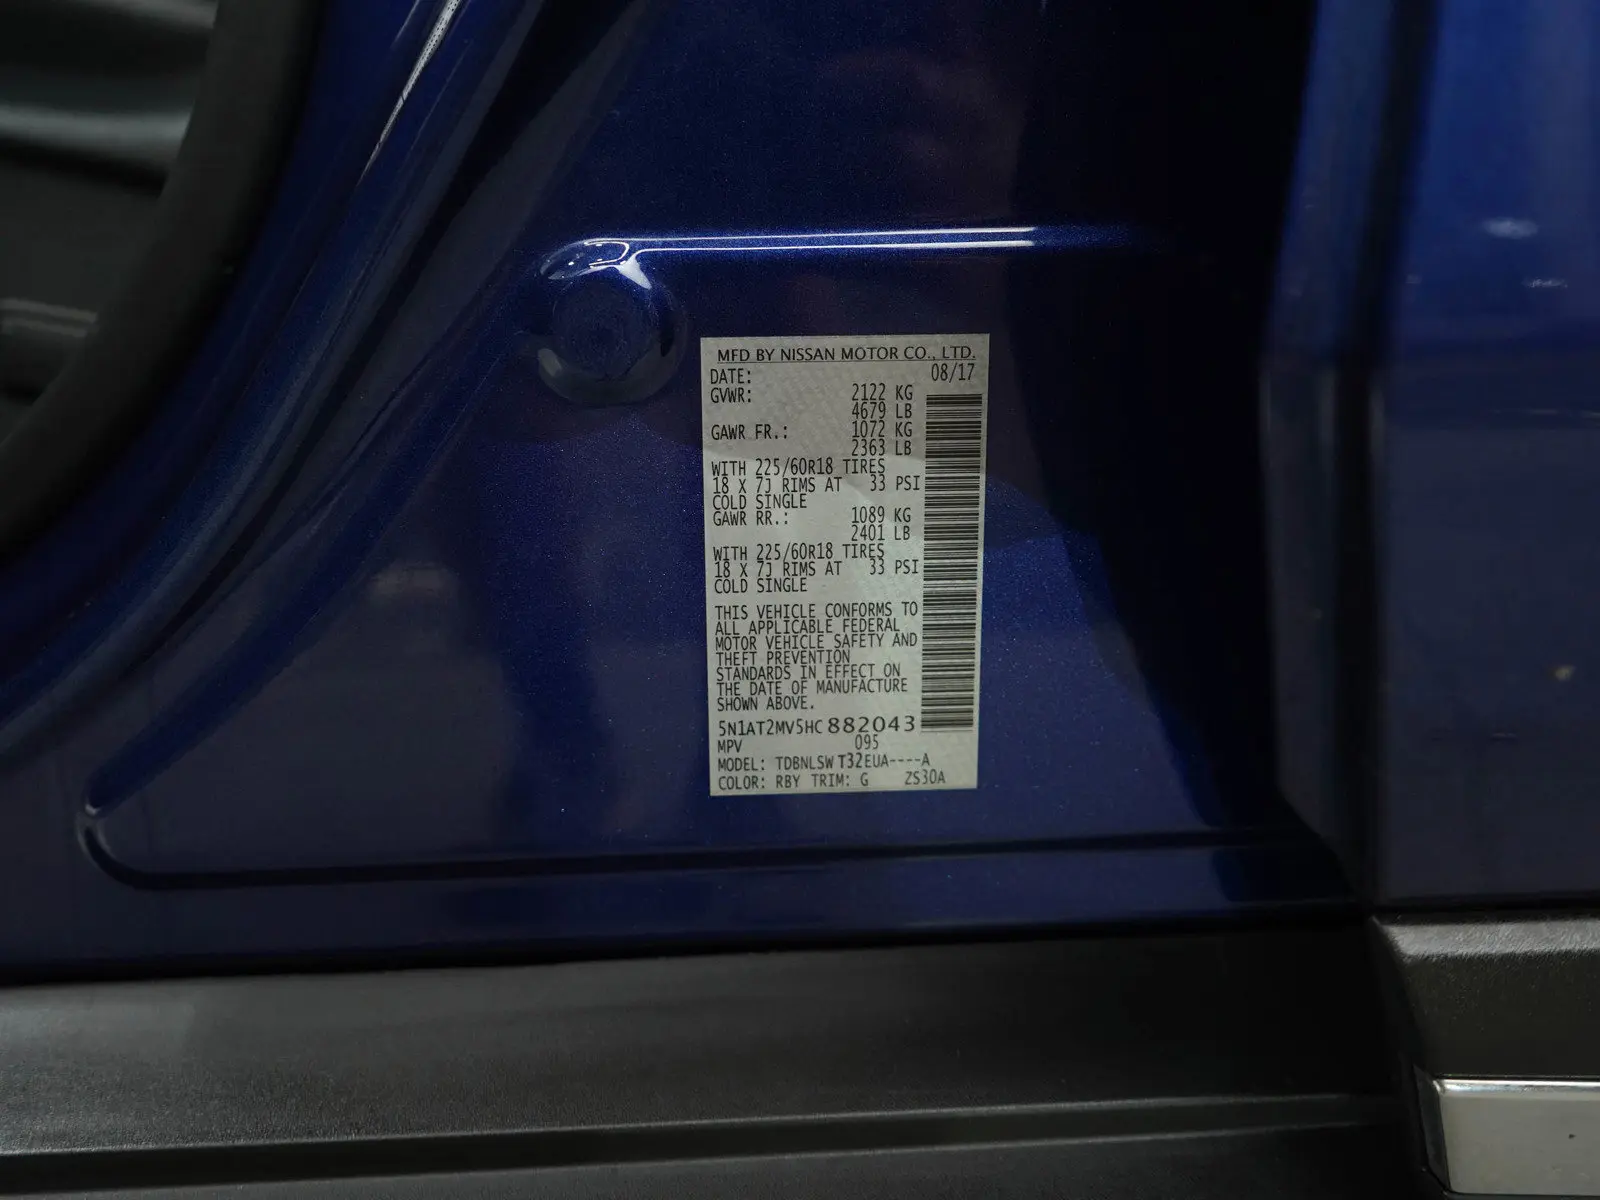 MFD BY NISSAN MOTOR CO., LTD.
DATE: 08/17
GVWR: 2122 KG
4679 LB
GAWR FR.: 1072 KG
2363 LB
WITH 225/60R18 TIRES
18 X 7J RIMS AT 33 PSI
COLD SINGLE
GAWR RR.: 1089 KG
2401 LB
WITH 225/60R18 TIRES
18 X 7J RIMS AT 33 PSI
COLD SINGLE
THIS VEHICLE CONFORMS TO
ALL APPLICABLE FEDERAL
MOTOR VEHICLE SAFETY AND
THEFT PREVENTION
STANDARDS IN EFFECT ON
THE DATE OF MANUFACTURE
SHOWN ABOVE.
5N1AT2MV5HC882043
MPV 095
MODEL: TDBNLSWT32EUA----A
COLOR: RBY TRIM: G ZS30A